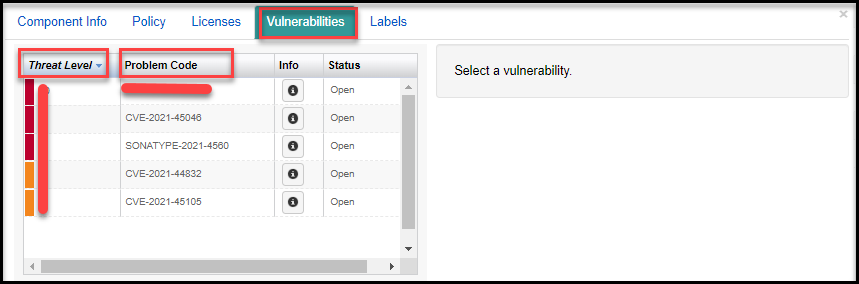 Component Info Policy Licenses Vulnerabilities Labels ×
Threat Level Problem Code Info Status
Open
CVE-2021-45046 Open
SONATYPE-2021-4560 Open
CVE-2021-44832 Open
CVE-2021-45105 Open
Select a vulnerability.